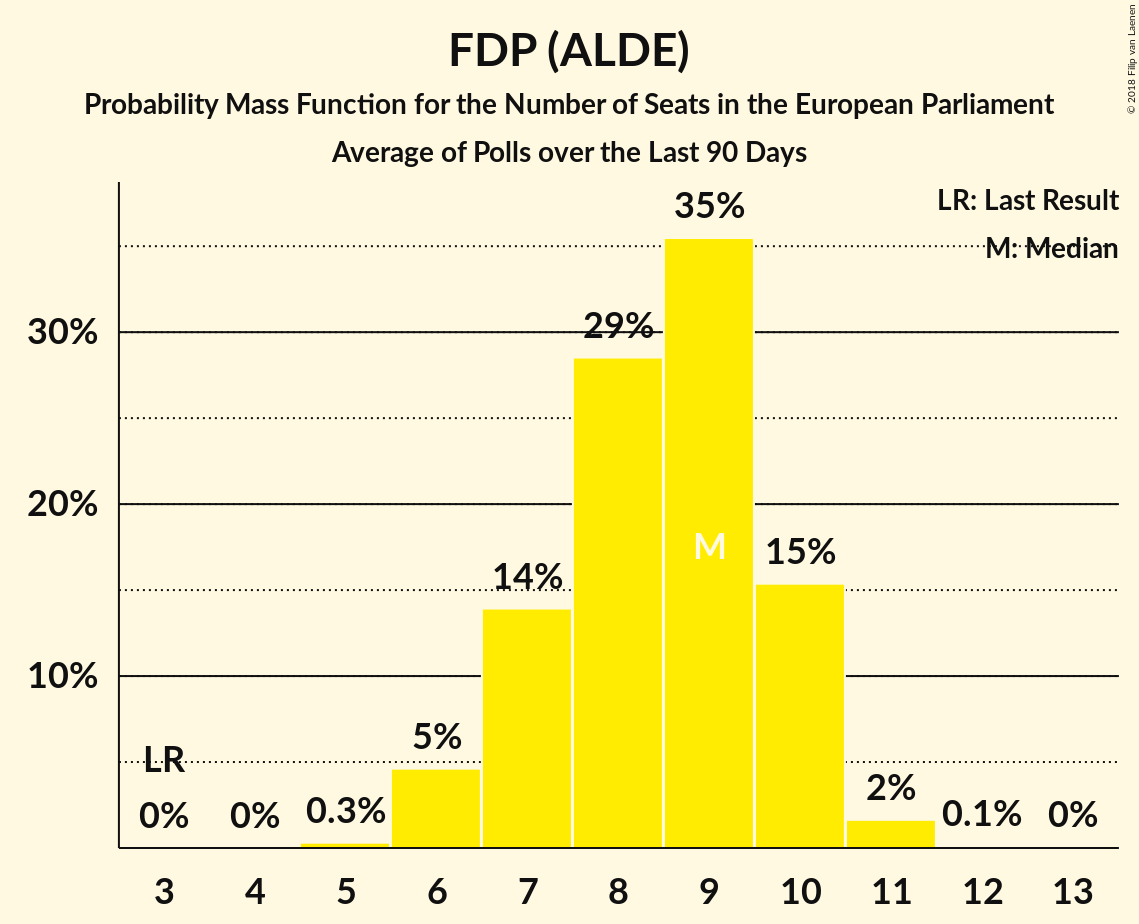 FDP (ALDE)
Probability Mass Function for the Number of Seats in the European Parliament
Average of Polls over the Last 90 Days
© 2018 Filip van Laenen
LR: Last Result
M: Median
35%
30%
29%
20%
M
15%
14%
10%
5%
LR
2%
0%
0%
0.3%
0.1%
0%
3 4 5 6 7 8 9 10 11 12 13